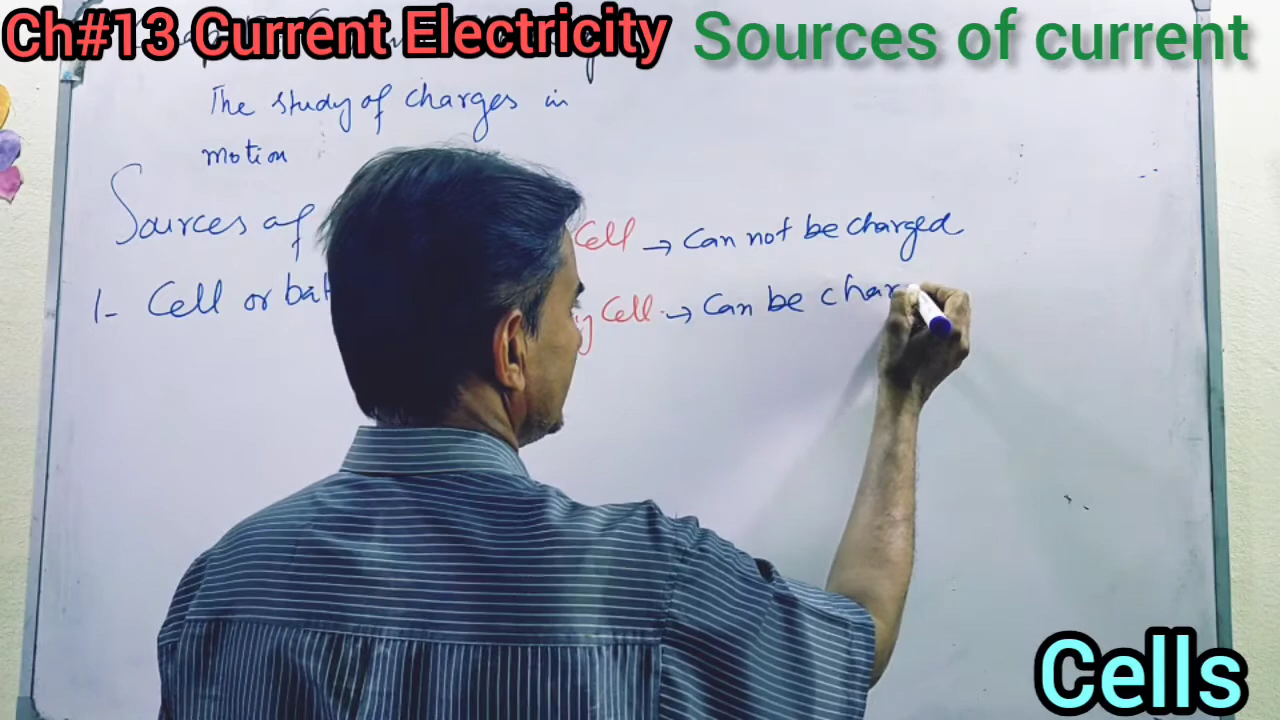 Ch#13 Current Electricity Sources of current
The study of charges in
motion
Sources of Cell → Can not be charged
1- Cell or bat y Cell → Can be char
Cells